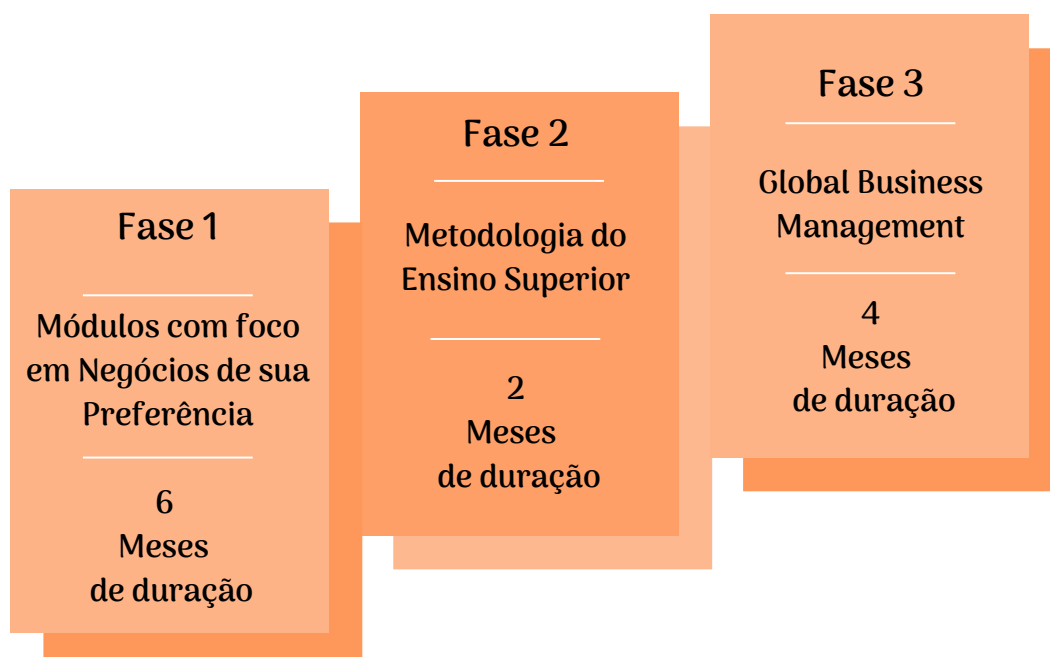 Fase 1
Módulos com foco
em Negócios de sua
Preferência
6
Meses
de duração
Fase 2
Metodologia do
Ensino Superior
2
Meses
de duração
Fase 3
Global Business
Management
4
Meses
de duração